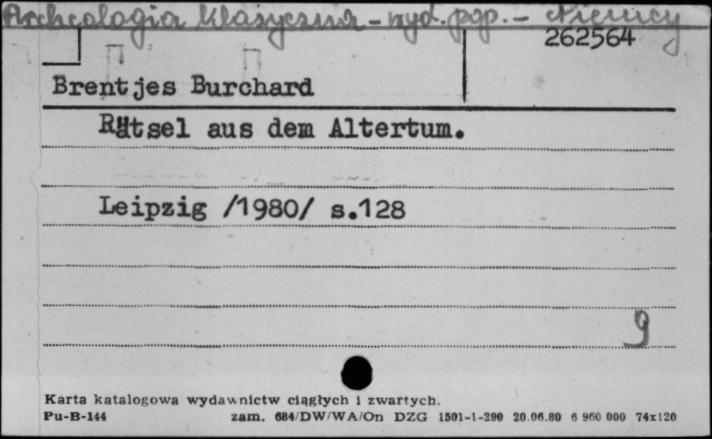 Archeologia klasyczna - wyd. pop. - Niemcy
262564
Brentjes Burchard
Rätsel aus dem Altertum.
Leipzig /1980/ s.128
9
Karta katalogowa wydawnictw ciągłych i zwartych.
Pu-B-144 zam. 684/DW/WA/On DZG 1501-1-290 20.06.80 6 960 000 74x120